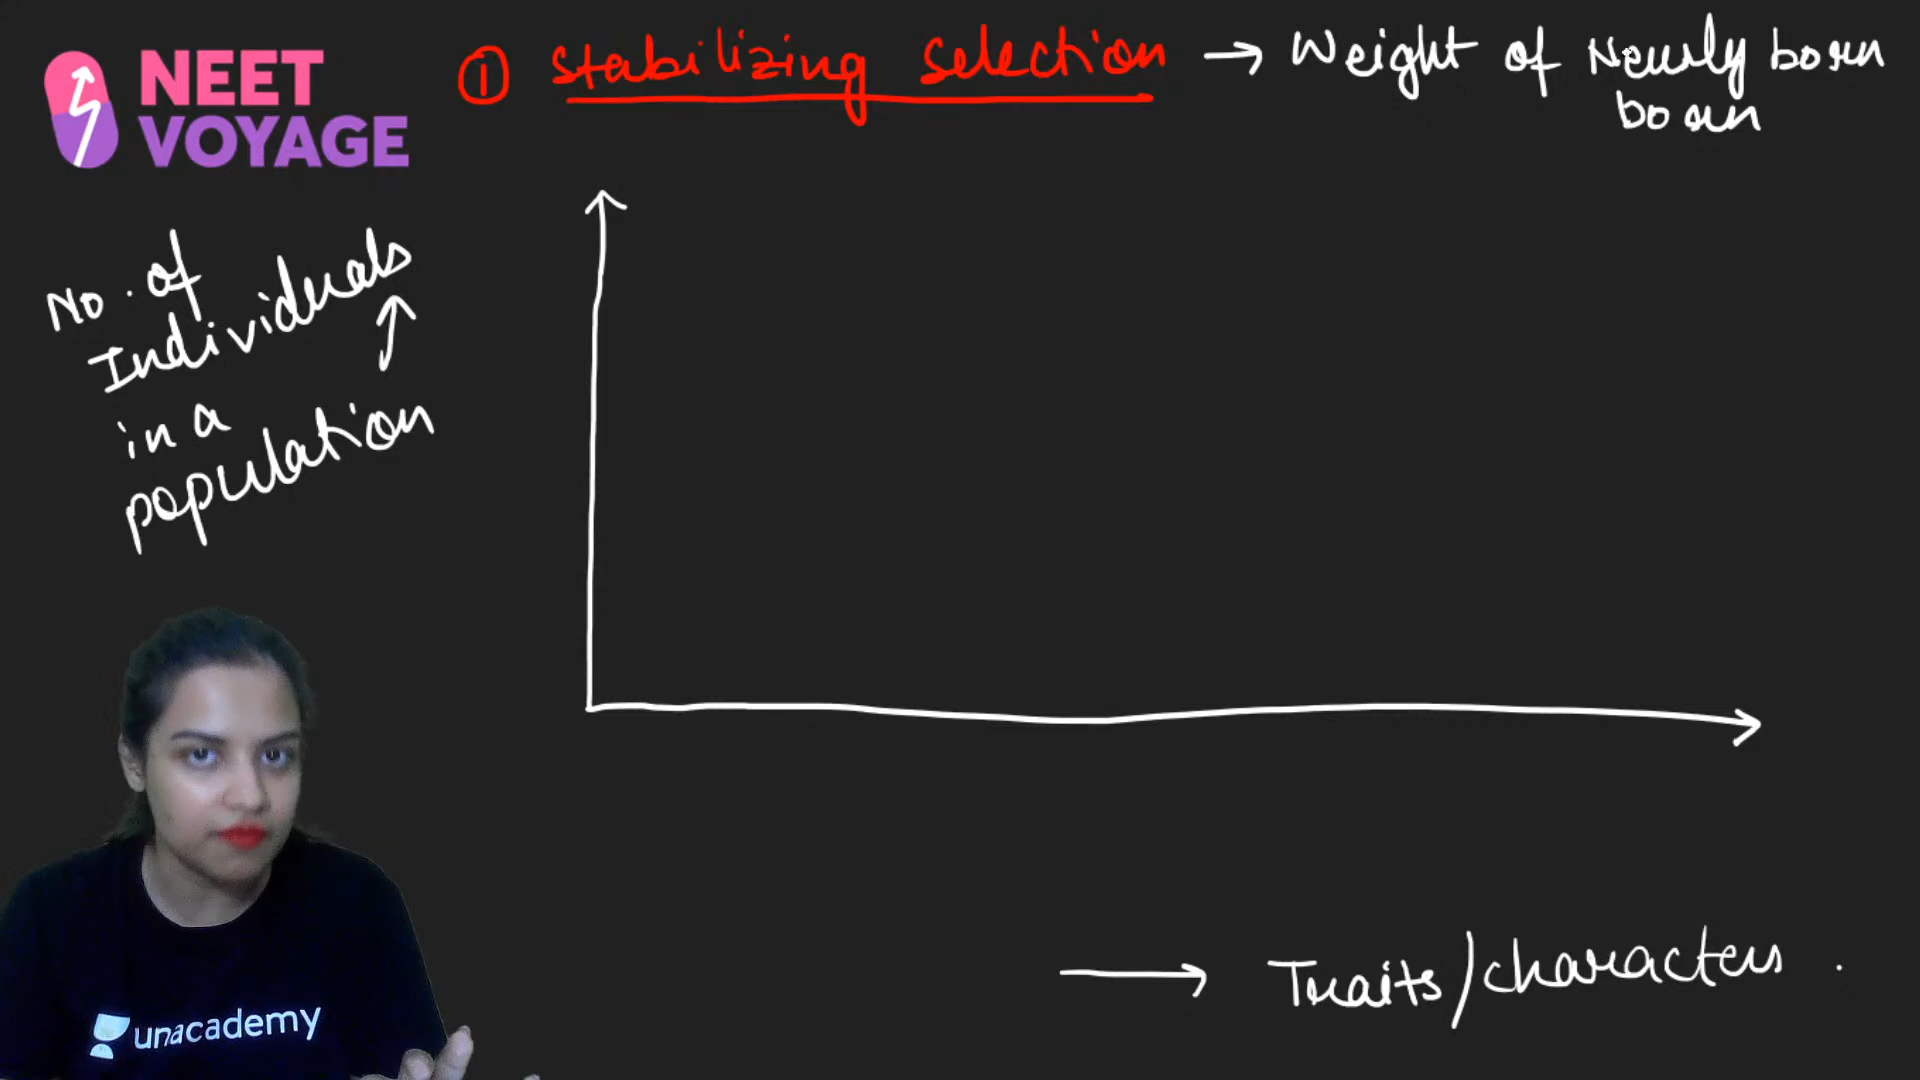 NEET
VOYAGE
① Stabilizing Selection → Weight of Newly born
born
No. of
Individuals
in a
population
→ Traits/characters.
unacademy